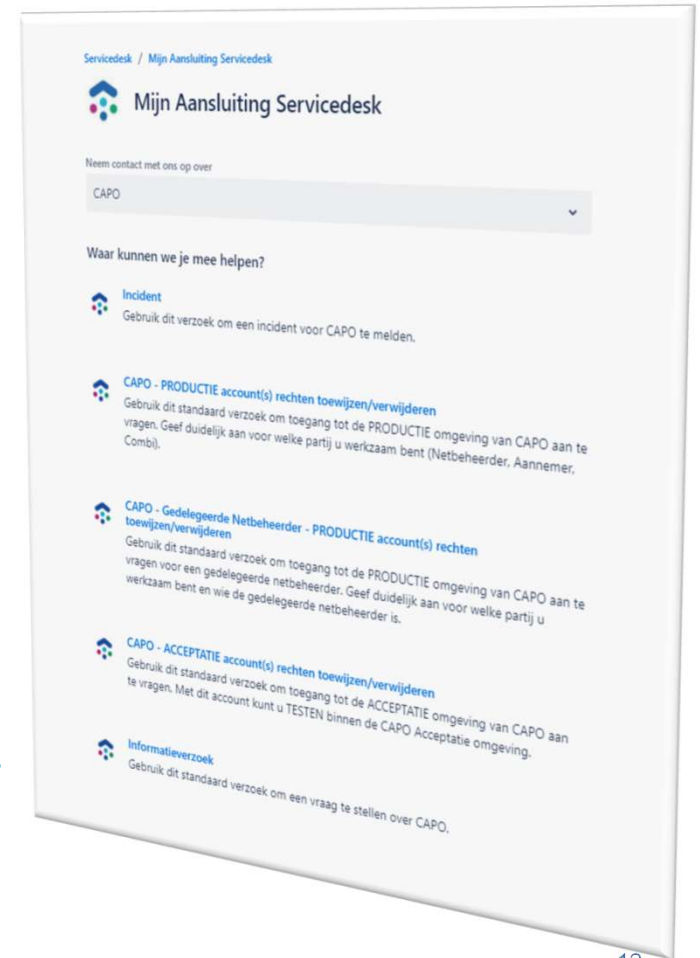 Servicedesk / Mijn Aansluiting Servicedesk
Mijn Aansluiting Servicedesk
Neem contact met ons op over
CAPO
Waar kunnen we je mee helpen?
Incident
Gebruik dit verzoek om een incident voor CAPO te melden.
CAPO - PRODUCTIE account(s) rechten toewijzen/verwijderen
Gebruik dit standaard verzoek om toegang tot de PRODUCTIE omgeving van CAPO aan te
vragen. Geef duidelijk aan voor welke partij u werkzaam bent (Netbeheerder, Aannemer,
Combi).
CAPO - Gedelegeerde Netbeheerder - PRODUCTIE account(s) rechten
toewijzen/verwijderen
Gebruik dit standaard verzoek om toegang tot de PRODUCTIE omgeving van CAPO aan te
vragen voor een gedelegeerde netbeheerder. Geef duidelijk aan voor welke partij u
werkzaam bent en wie de gedelegeerde netbeheerder is.
CAPO - ACCEPTATIE account(s) rechten toewijzen/verwijderen
Gebruik dit standaard verzoek om toegang tot de ACCEPTATIE omgeving van CAPO aan
te vragen. Met dit account kunt u TESTEN binnen de CAPO Acceptatie omgeving.
Informatieverzoek
Gebruik dit standaard verzoek om een vraag te stellen over CAPO.